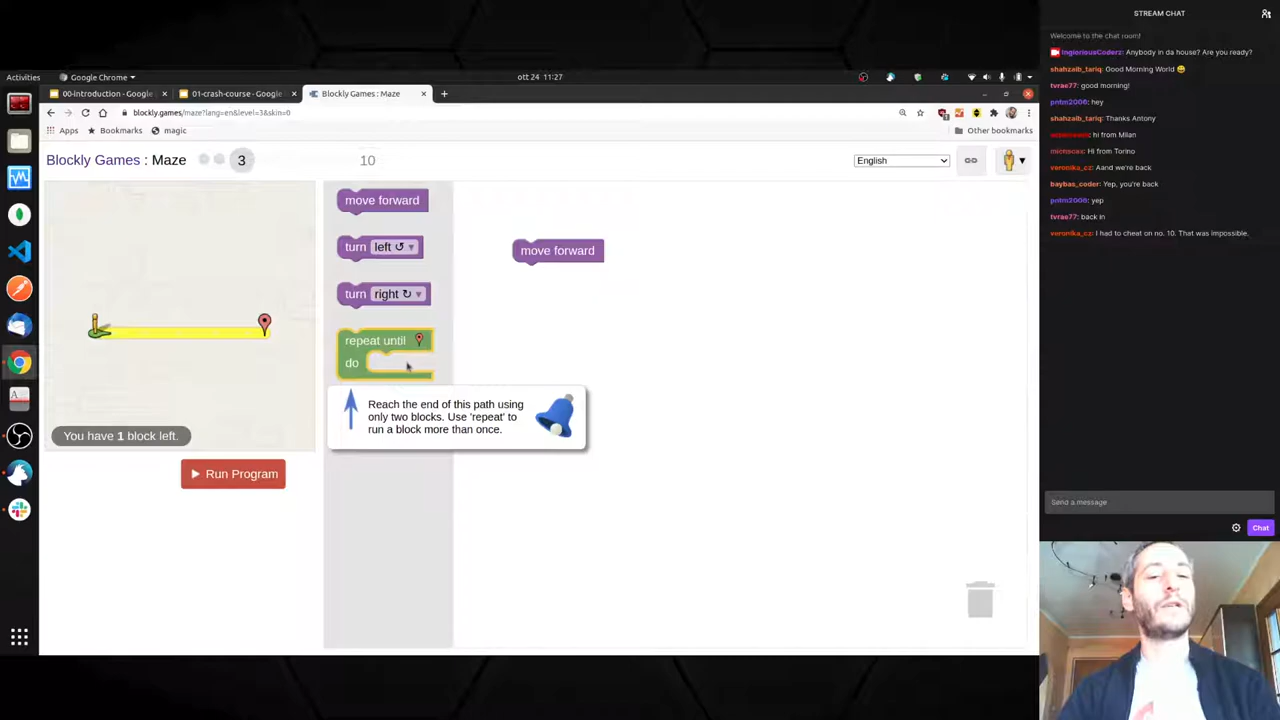 STREAM CHAT
Welcome to the chat room!
IngloriousCoderz: Anybody in da house? Are you ready?
shahzaib_tariq: Good Morning World 😄
tvrae77: good morning!
pntm2006: hey
shahzaib_tariq: Thanks Antony
hi from Milan
Hi from Torino
veronika_cz: Aand we're back
baybas_coder: Yep, you're back
pntm2006: yep
tvrae77: back in
veronika_cz: I had to cheat on no. 10. That was impossible.
Send a message
Chat
Activities
Google Chrome
ott 24 11:27
00-introduction - Google
01-crash-course - Google
Blockly Games : Maze
blockly.games/maze?lang=en&level=3&skin=0
Apps
Bookmarks
magic
Other bookmarks
Blockly Games : Maze
3
10
English
move forward
turn left ↺
turn right ↻
repeat until
do
move forward
Reach the end of this path using
only two blocks. Use 'repeat' to
run a block more than once.
You have 1 block left.
Run Program